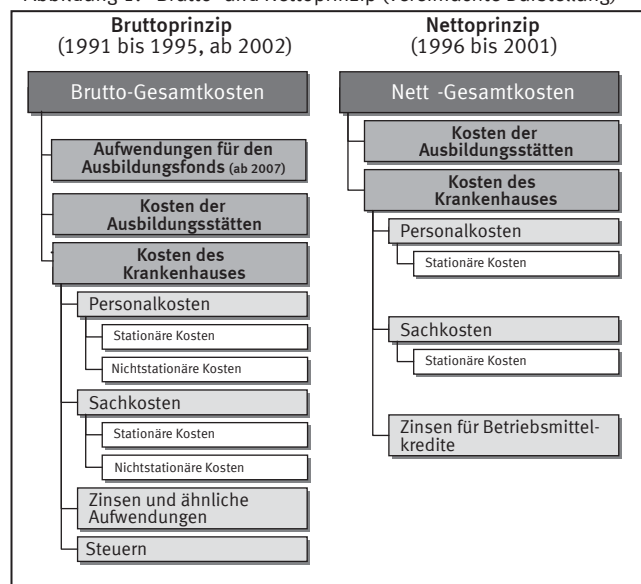 Bruttoprinzip
(1991 bis 1995, ab 2002)
Brutto-Gesamtkosten
Aufwendungen für den
Ausbildungsfonds (ab 2007)
Kosten der
Ausbildungsstätten
Kosten des
Krankenhauses
Personalkosten
Stationäre Kosten
Nichtstationäre Kosten
Sachkosten
Stationäre Kosten
Nichtstationäre Kosten
Zinsen und ähnliche
Aufwendungen
Steuern
Nettoprinzip
(1996 bis 2001)
Nett -Gesamtkosten
Kosten der
Ausbildungsstätten
Kosten des
Krankenhauses
Personalkosten
Stationäre Kosten
Sachkosten
Stationäre Kosten
Zinsen für Betriebsmittel-
kredite